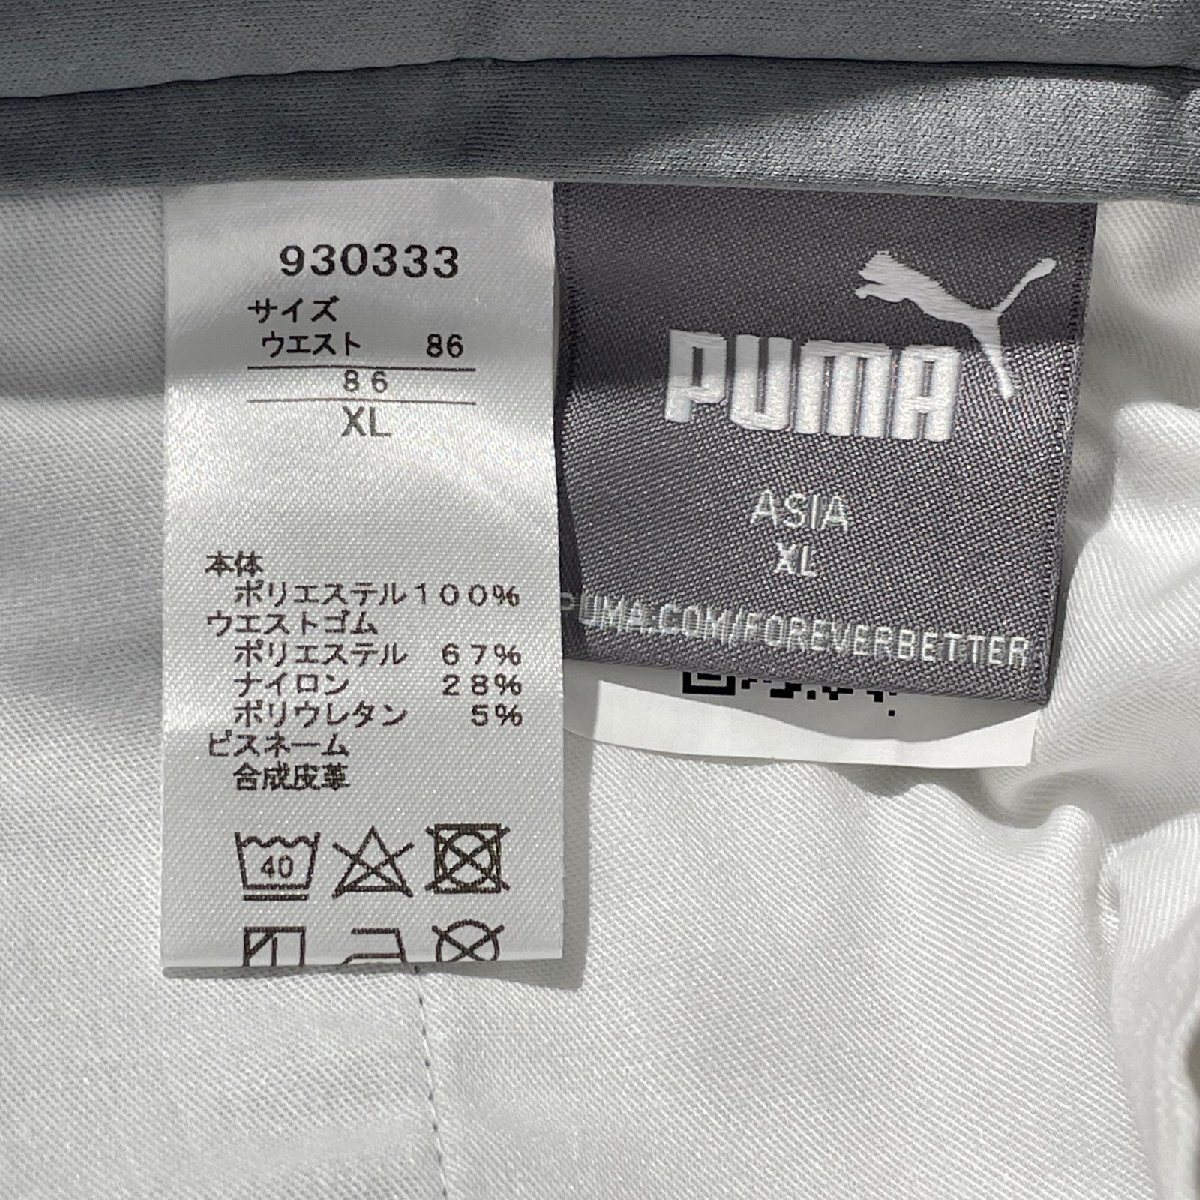 930333
サイズ
ウエスト 86
86
XL
本体
ポリエステル100%
ウエストゴム
ポリエステル 67%
ナイロン 28%
ポリウレタン 5%
ピスネーム
合成皮革
40
PUMA
ASIA
XL
PUMA.COM/FOREVERBETTER